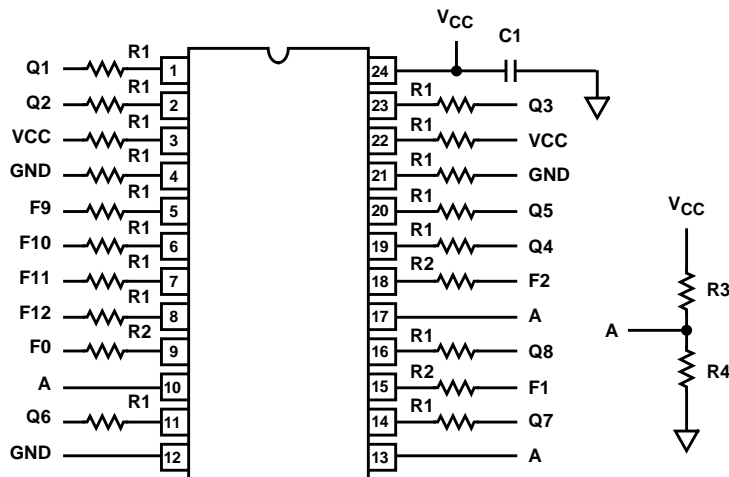 VCC
C1
Q1 R1 1 24
Q2 R1 2 23 R1 Q3
VCC R1 3 22 R1 VCC
GND R1 4 21 R1 GND
F9 R1 5 20 R1 Q5
F10 R1 6 19 R1 Q4
F11 R1 7 18 R2 F2
F12 R1 8 17 A
F0 R2 9 16 R1 Q8
A 10 15 R2 F1
Q6 R1 11 14 R1 Q7
GND 12 13 A
VCC
R3
A
R4